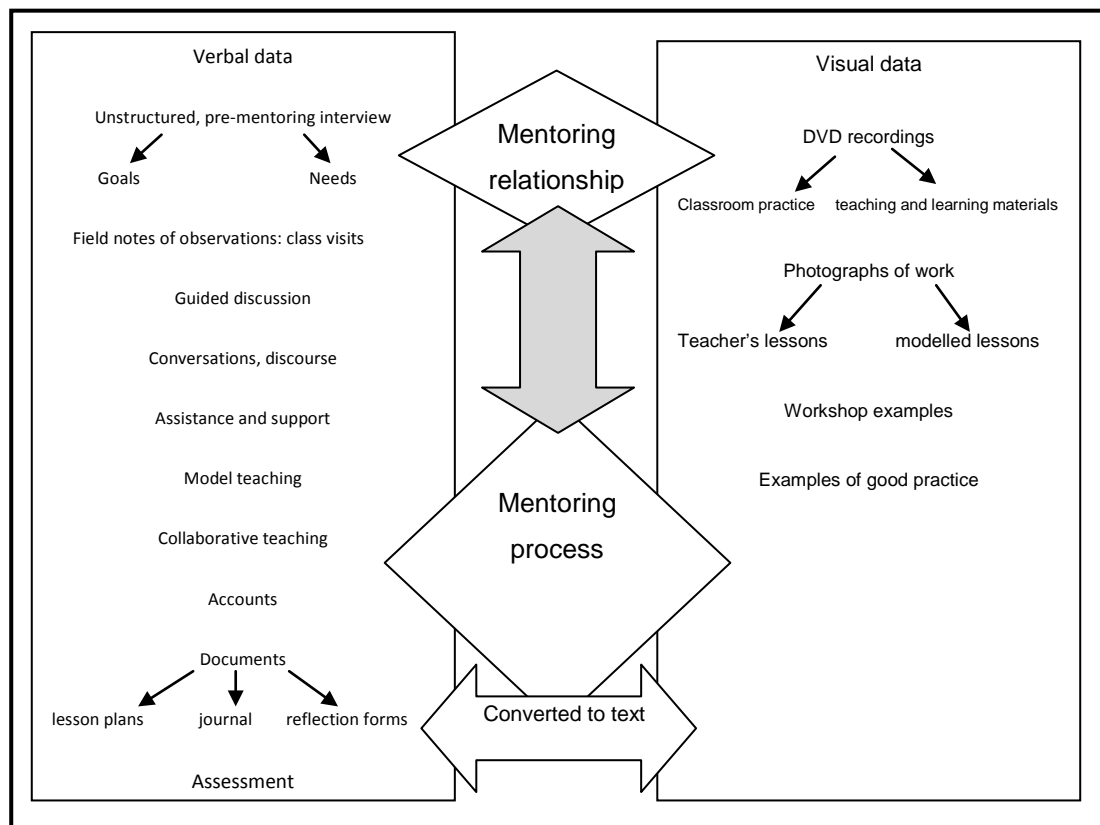 Verbal data
Unstructured, pre-mentoring interview
Goals
Needs
Field notes of observations: class visits
Guided discussion
Conversations, discourse
Assistance and support
Model teaching
Collaborative teaching
Accounts
Documents
lesson plans
journal
reflection forms
Assessment
Mentoring
relationship
Mentoring
process
Converted to text
Visual data
DVD recordings
Classroom practice
teaching and learning materials
Photographs of work
Teacher’s lessons
modelled lessons
Workshop examples
Examples of good practice